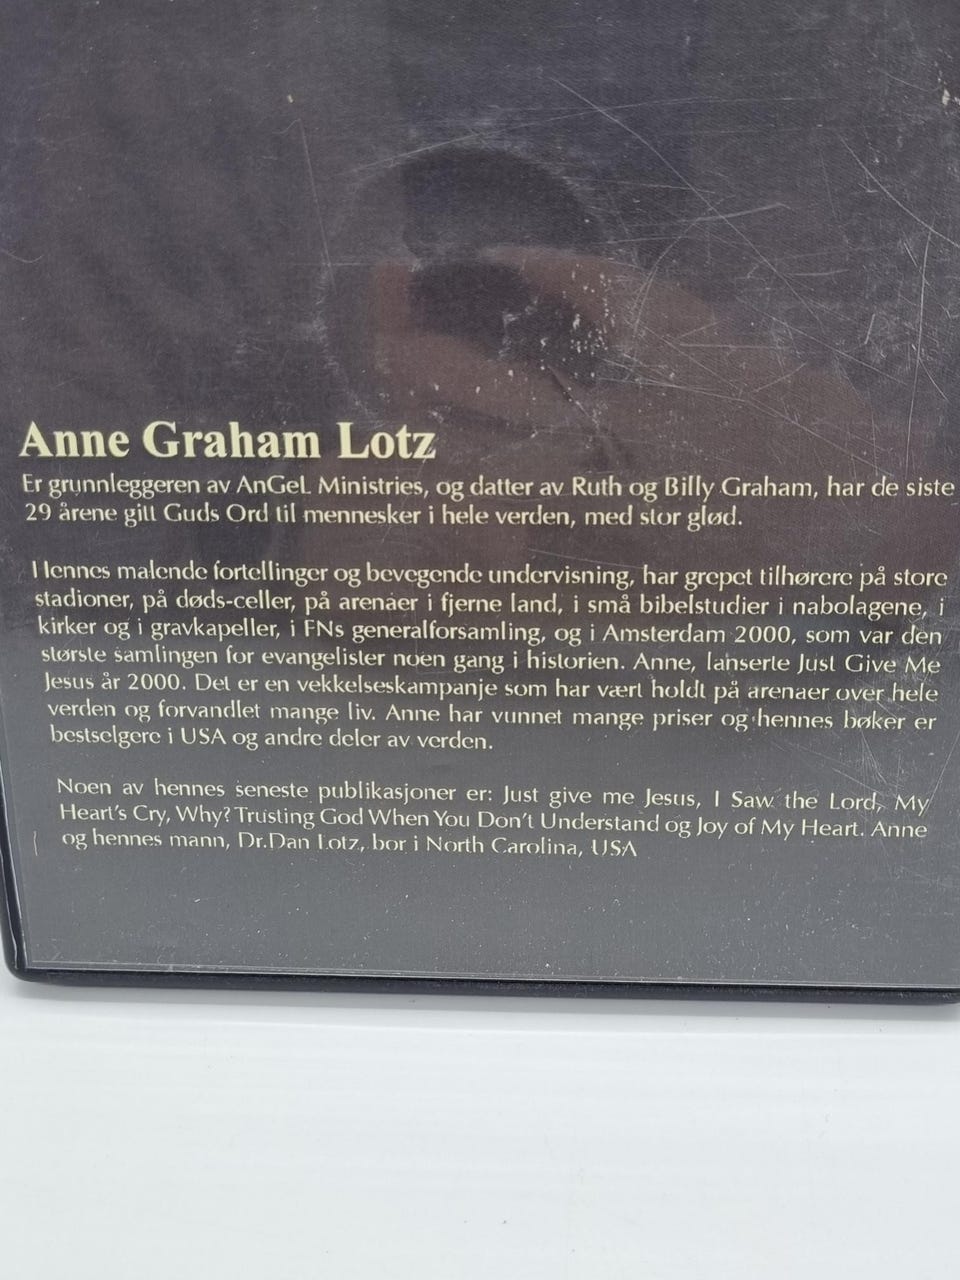 Anne Graham Lotz
Er grunnleggeren av AnGeL Ministries, og datter av Ruth og Billy Graham, har de siste
29 årene gitt Guds Ord til mennesker i hele verden, med stor glød.
Hennes malende fortellinger og bevegende undervisning, har grepet tilhørere på store
stadioner, på døds-celler, på arenaer i fjerne land, i små bibelstudier i nabolagene, i
kirker og i gravkapeller, i FNs generalforsamling, og i Amsterdam 2000, som var den
største samlingen for evangelister noen gang i historien. Anne, lanserte Just Give Me
Jesus år 2000. Det er en vekkelseskampanje som har vært holdt på arenaer over hele
verden og forvandlet mange liv. Anne har vunnet mange priser og hennes bøker er
bestselgere i USA og andre deler av verden.
Noen av hennes seneste publikasjoner er: Just give me Jesus, I Saw the Lord, My
Heart's Cry, Why? Trusting God When You Don't Understand og Joy of My Heart. Anne
og hennes mann, Dr.Dan Lotz, bor i North Carolina, USA